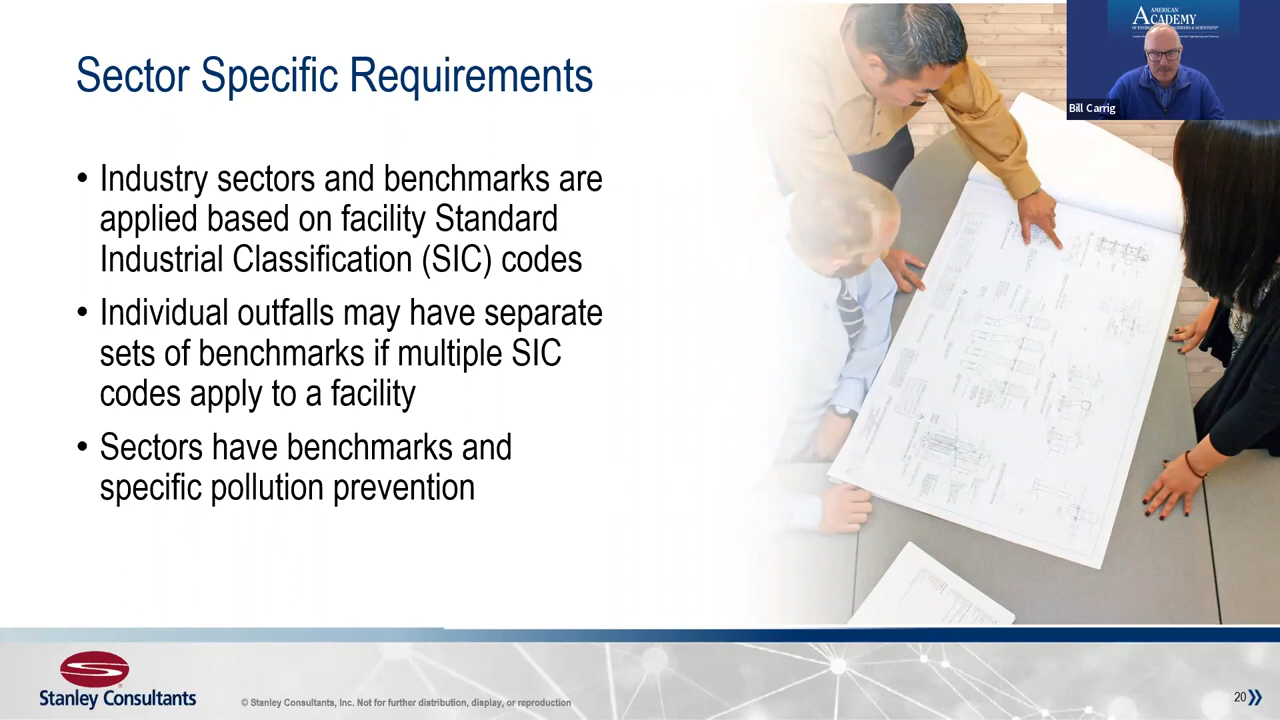 Sector Specific Requirements
• Industry sectors and benchmarks are
applied based on facility Standard
Industrial Classification (SIC) codes
• Individual outfalls may have separate
sets of benchmarks if multiple SIC
codes apply to a facility
• Sectors have benchmarks and
specific pollution prevention
AMERICAN
ACADEMY
Bill Carrig
Stanley Consultants
© Stanley Consultants, Inc. Not for further distribution, display, or reproduction
20